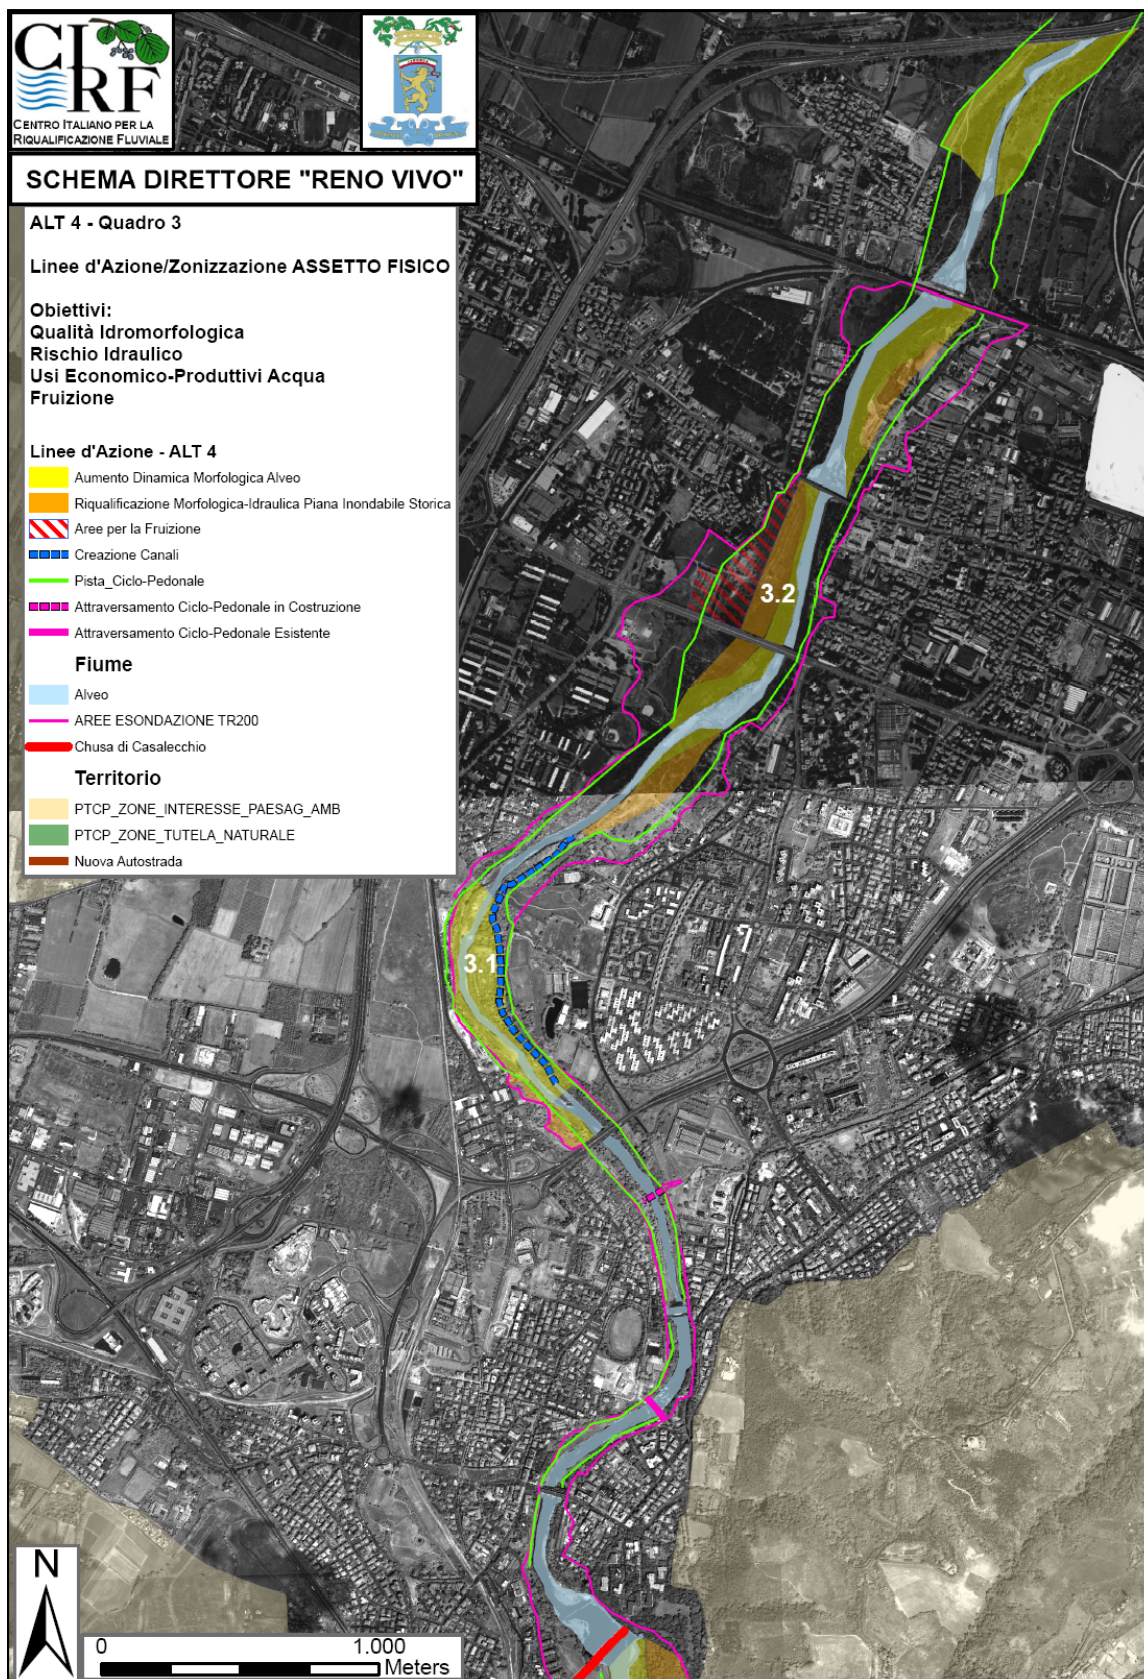 CI
RF
CENTRO ITALIANO PER LA
RIQUALIFICAZIONE FLUVIALE
SCHEMA DIRETTORE "RENO VIVO"
ALT 4 - Quadro 3
Linee d'Azione/Zonizzazione ASSETTO FISICO
Obiettivi:
Qualità Idromorfologica
Rischio Idraulico
Usi Economico-Produttivi Acqua
Fruizione
Linee d'Azione - ALT 4
Aumento Dinamica Morfologica Alveo
Riqualificazione Morfologica-Idraulica Piana Inondabile Storica
Aree per la Fruizione
Creazione Canali
Pista_Ciclo-Pedonale
Attraversamento Ciclo-Pedonale in Costruzione
Attraversamento Ciclo-Pedonale Esistente
Fiume
Alveo
AREE ESONDAZIONE TR200
Chusa di Casalecchio
Territorio
PTCP_ZONE_INTERESSE_PAESAG_AMB
PTCP_ZONE_TUTELA_NATURALE
Nuova Autostrada
3.2
3.1
N
0 1.000
Meters